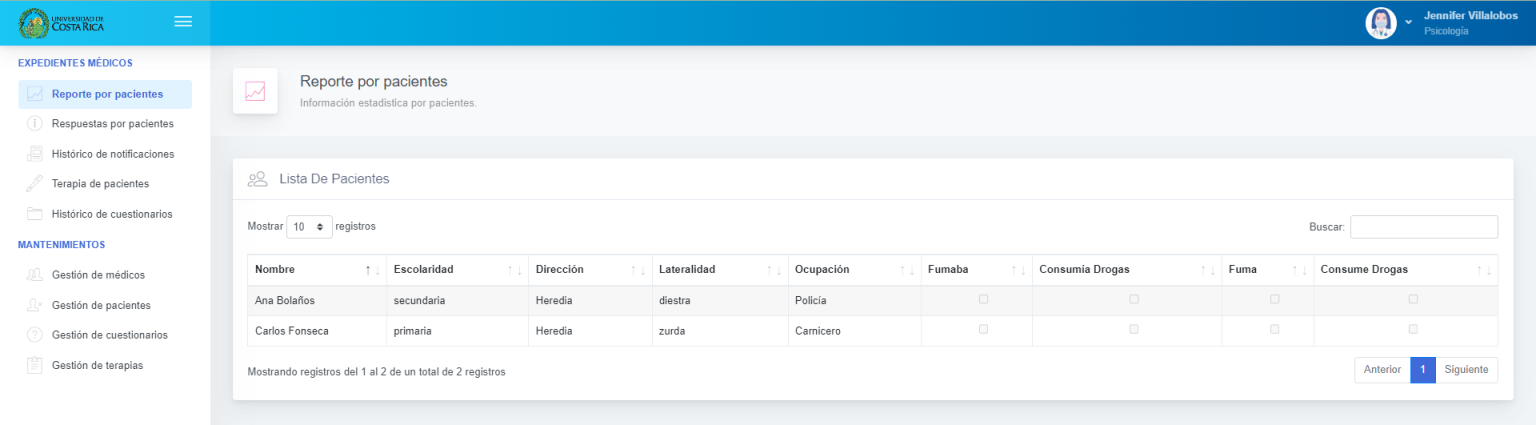 UNIVERSIDAD DE
COSTA RICA
Jennifer Villalobos
Psicología
EXPEDIENTES MÉDICOS
Reporte por pacientes
Respuestas por pacientes
Histórico de notificaciones
Terapia de pacientes
Histórico de cuestionarios
MANTENIMIENTOS
Gestión de médicos
Gestión de pacientes
Gestión de cuestionarios
Gestión de terapias
Reporte por pacientes
Información estadistica por pacientes.
Lista De Pacientes
Mostrar 10 registros
Buscar:
Nombre Escolaridad Dirección Lateralidad Ocupación Fumaba Consumía Drogas Fuma Consume Drogas
Ana Bolaños secundaria Heredia diestra Policía
Carlos Fonseca primaria Heredia zurda Carnicero
Mostrando registros del 1 al 2 de un total de 2 registros
Anterior 1 Siguiente